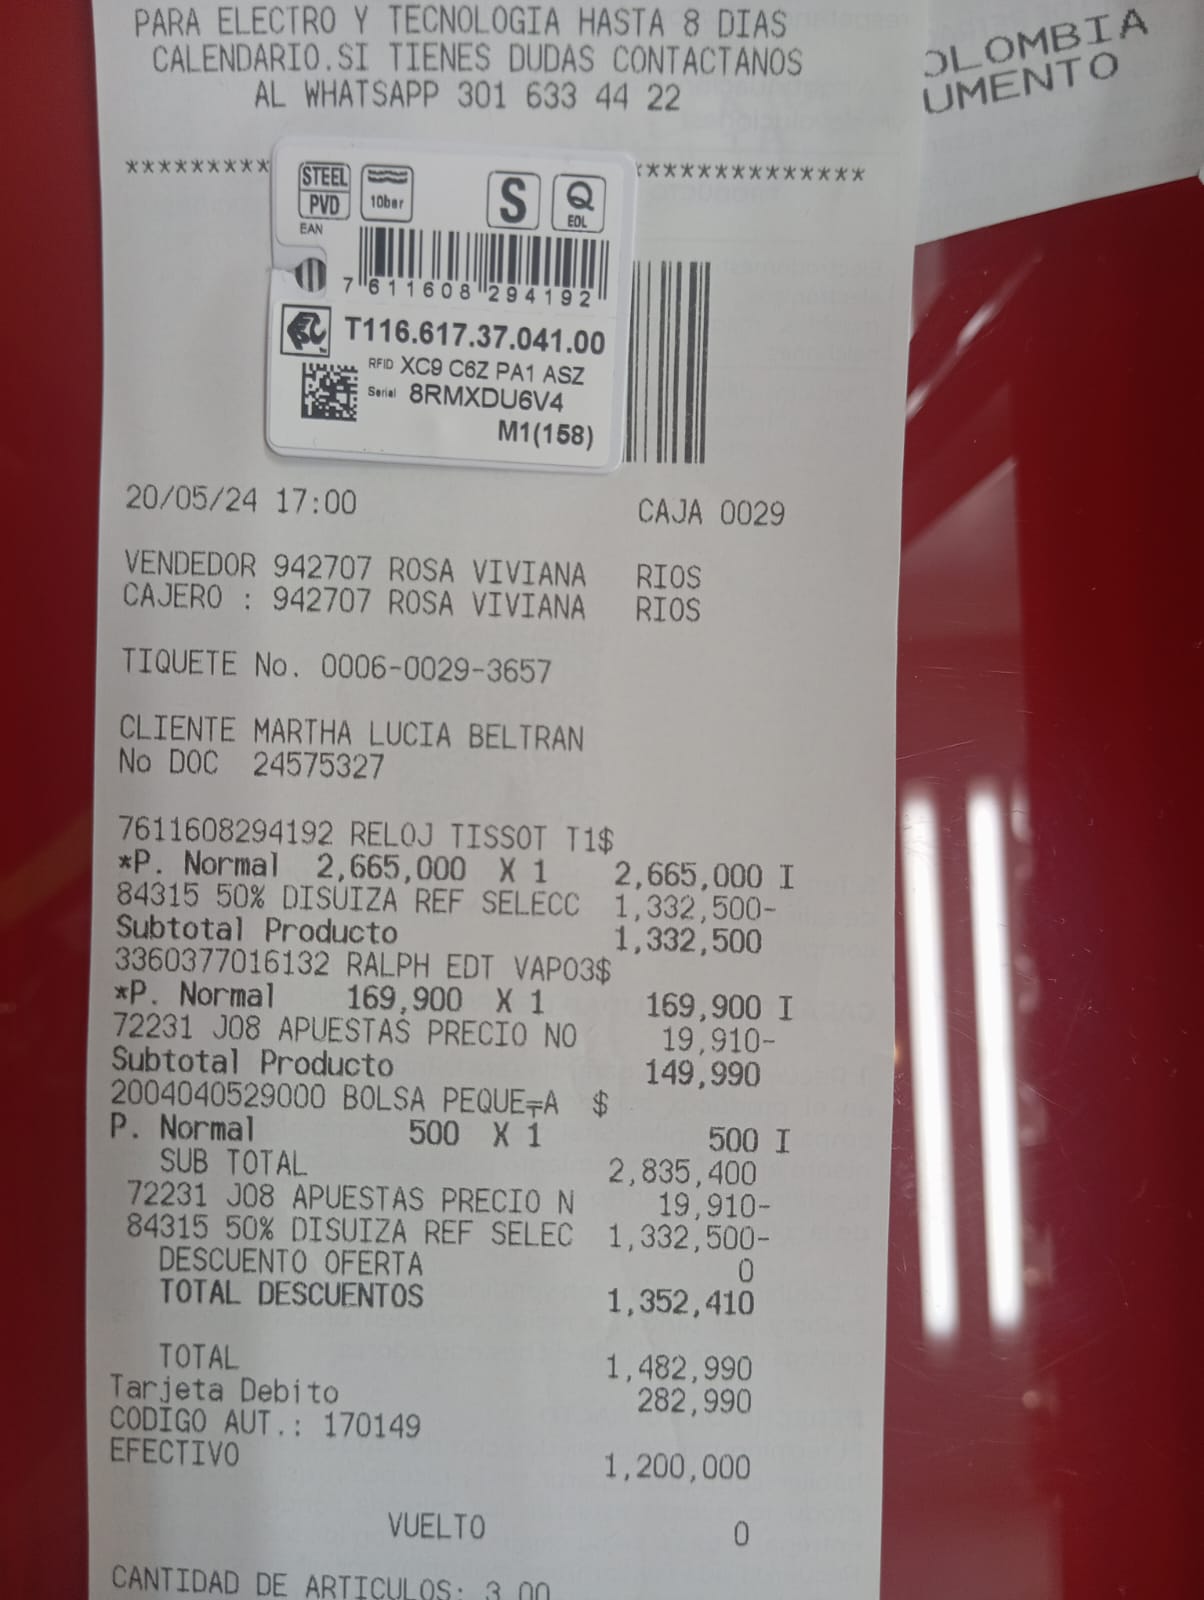 PARA ELECTRO Y TECNOLOGIA HASTA 8 DIAS
CALENDARIO.SI TIENES DUDAS CONTACTANOS
AL WHATSAPP 301 633 44 22
OLOMBIA
UMENTO
*********
**************
STEEL
PVD
10bar
S
Q
EOL
EAN
7 611608 294192
T116.617.37.041.00
RFID XC9 C6Z PA1 ASZ
Serial 8RMXDU6V4
M1(158)
20/05/24 17:00 CAJA 0029
VENDEDOR 942707 ROSA VIVIANA RIOS
CAJERO : 942707 ROSA VIVIANA RIOS
TIQUETE No. 0006-0029-3657
CLIENTE MARTHA LUCIA BELTRAN
No DOC 24575327
7611608294192 RELOJ TISSOT T1$
*P. Normal 2,665,000 X 1 2,665,000 I
84315 50% DISUIZA REF SELECC 1,332,500-
Subtotal Producto 1,332,500
3360377016132 RALPH EDT VAPO3$
*P. Normal 169,900 X 1 169,900 I
72231 J08 APUESTAS PRECIO NO 19,910-
Subtotal Producto 149,990
2004040529000 BOLSA PEQUE╤A $
P. Normal 500 X 1 500 I
SUB TOTAL 2,835,400
72231 J08 APUESTAS PRECIO N 19,910-
84315 50% DISUIZA REF SELEC 1,332,500-
DESCUENTO OFERTA 0
TOTAL DESCUENTOS 1,352,410
TOTAL 1,482,990
Tarjeta Debito 282,990
CODIGO AUT.: 170149
EFECTIVO 1,200,000
VUELTO 0
CANTIDAD DE ARTICULOS: 3.00